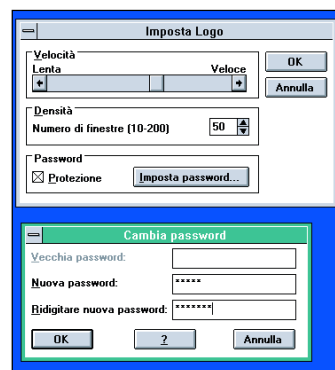 Imposta Logo
Velocità
Lenta Veloce
OK
Annulla
Densità
Numero di finestre (10-200) 50
Password
Protezione Imposta password...
Cambia password
Vecchia password:
Nuova password: *****
Ridigitare nuova password: *******
OK ? Annulla